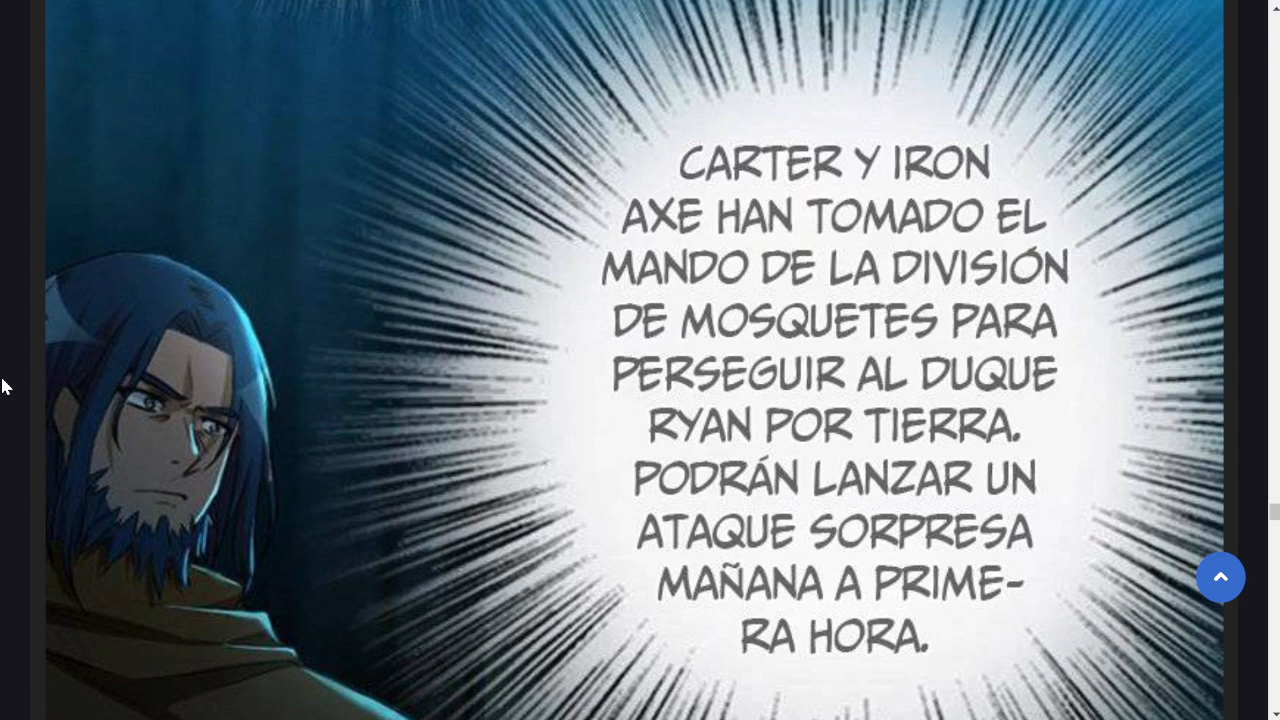 CARTER Y IRON
AXE HAN TOMADO EL
MANDO DE LA DIVISIÓN
DE MOSQUETES PARA
PERSEGUIR AL DUQUE
RYAN POR TIERRA.
PODRÁN LANZAR UN
ATAQUE SORPRESA
MAÑANA A PRIME-
RA HORA.